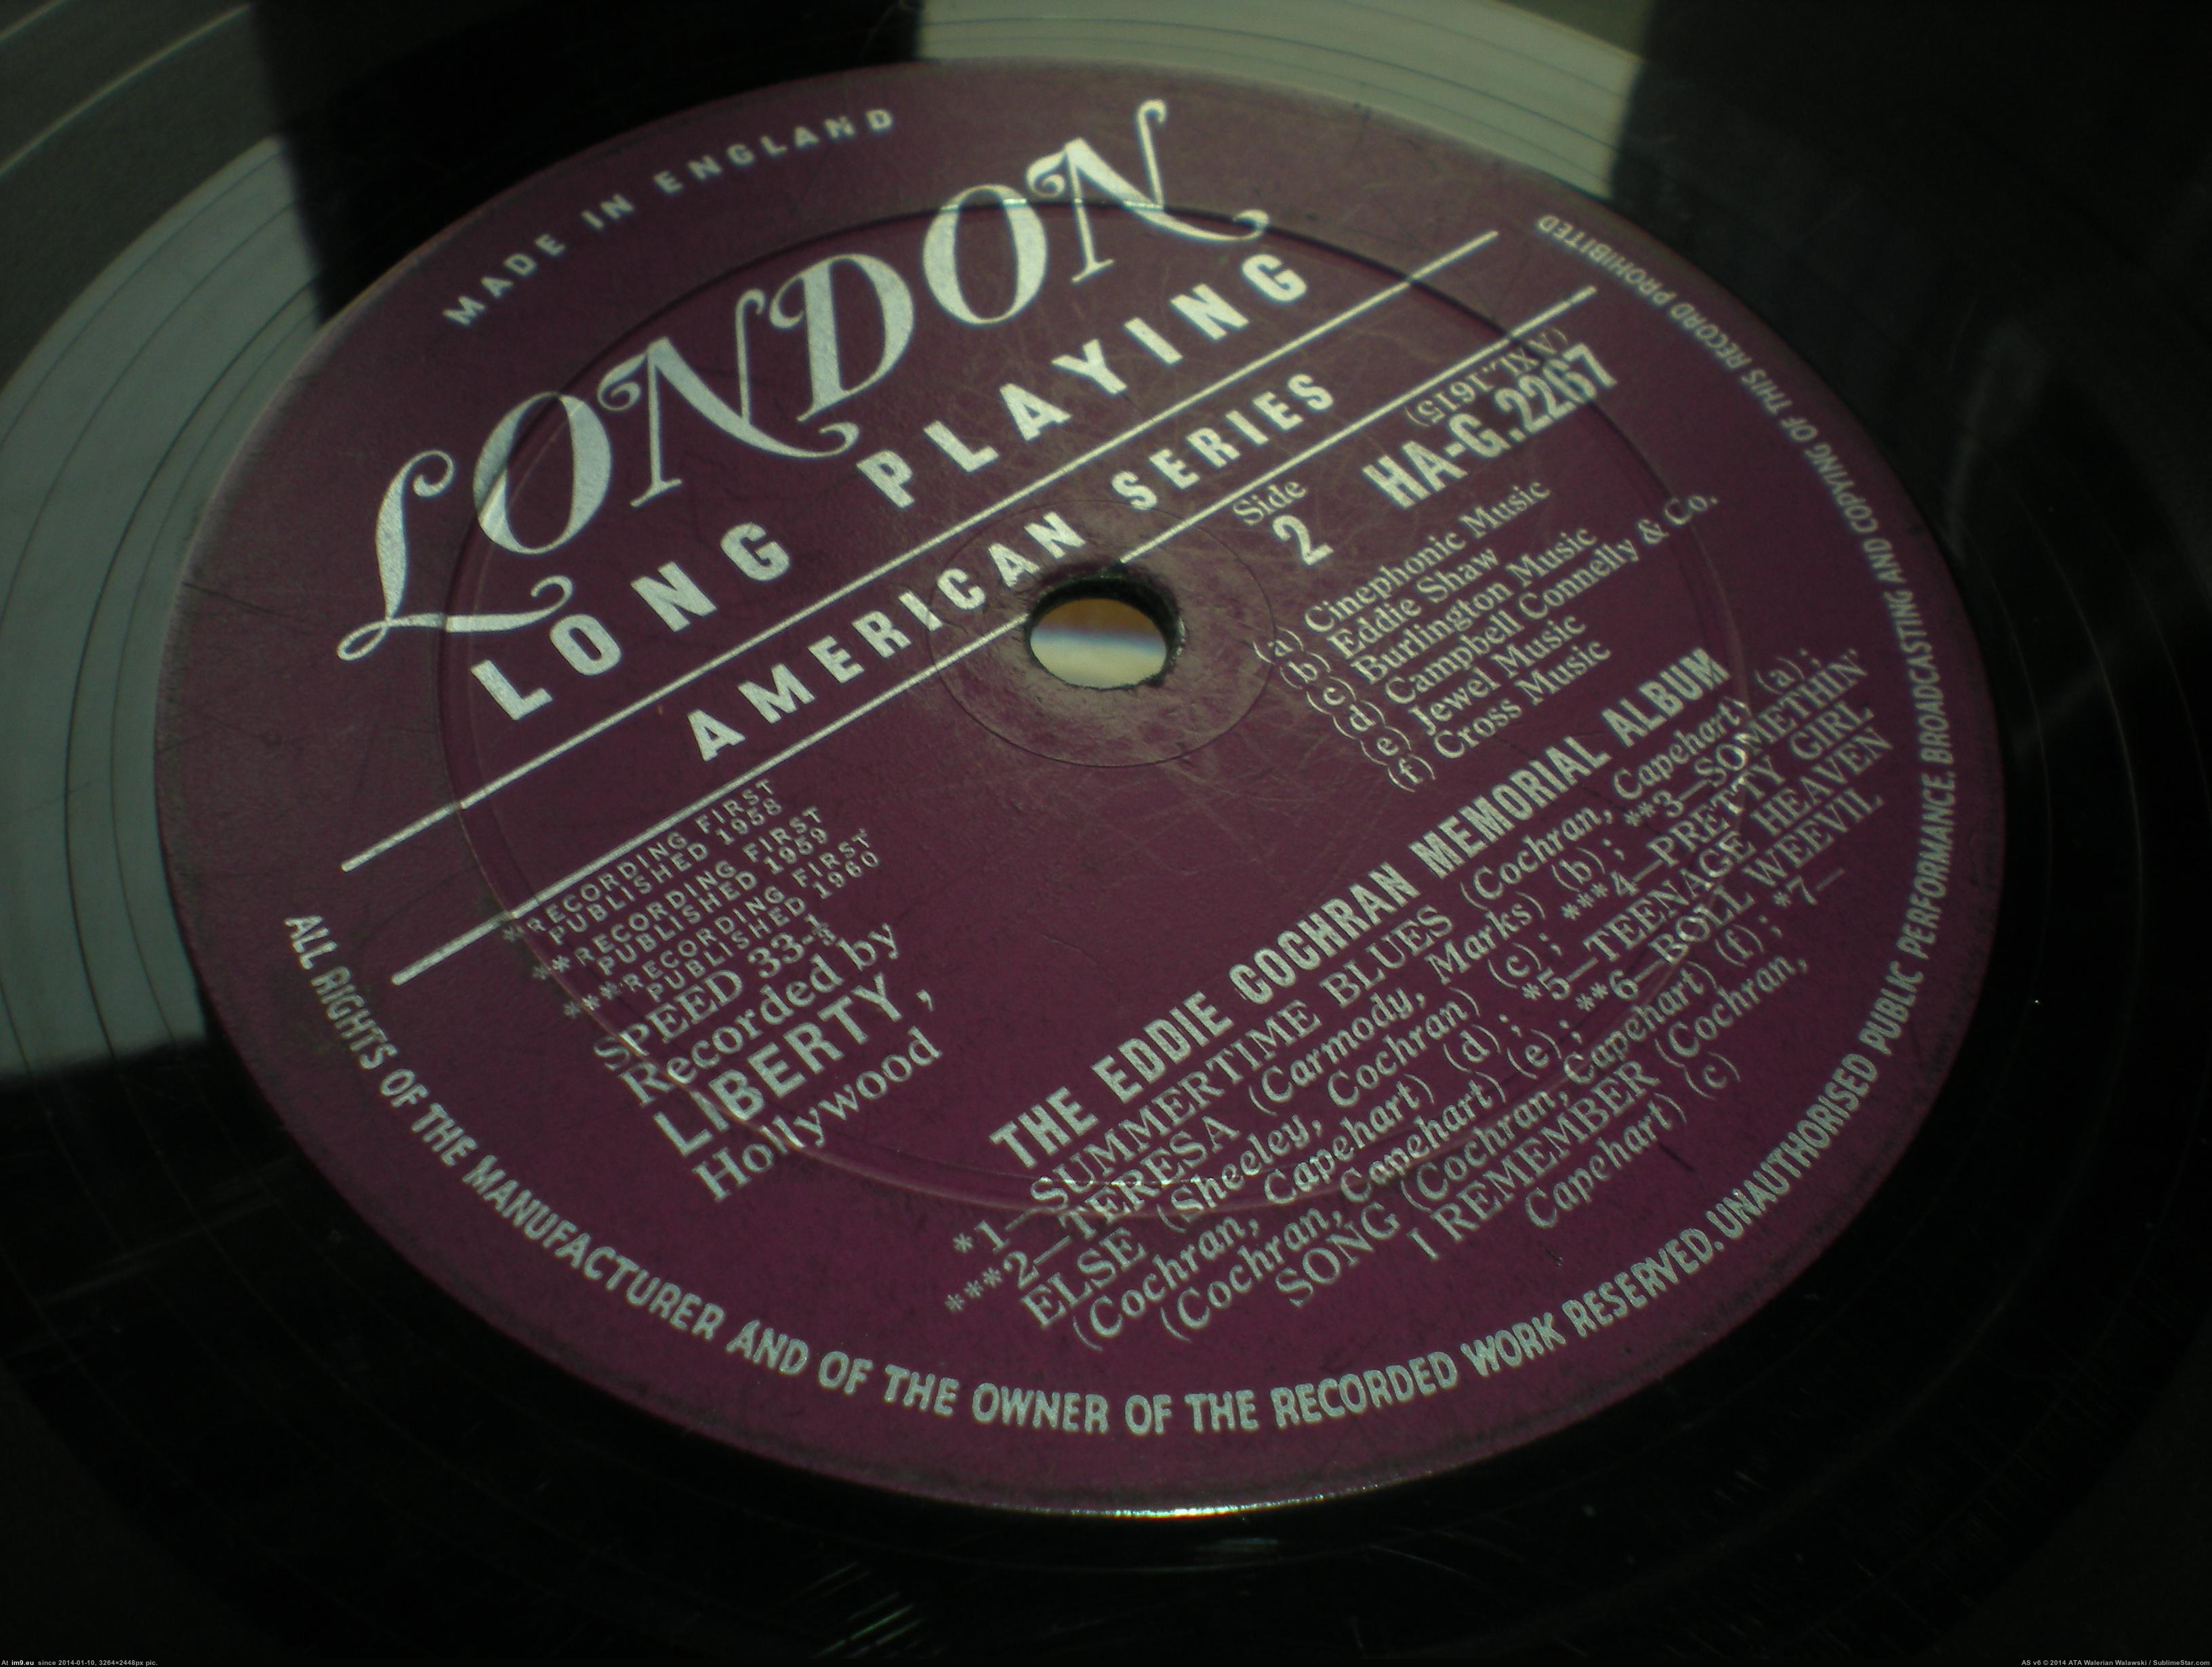 MADE IN ENGLAND
LONDON
LONG PLAYING
AMERICAN SERIES
(AXL.1615)
Side
2
HA-G.2267
(a) Cinephonic Music
(b) Eddie Shaw
(c) Burlington Music
(d) Campbell Connelly & Co.
(e) Jewel Music
(f) Cross Music
*RECORDING FIRST
PUBLISHED 1958
**RECORDING FIRST
PUBLISHED 1959
***RECORDING FIRST
PUBLISHED 1960
SPEED 33-⅓
Recorded by
LIBERTY,
Hollywood
THE EDDIE COCHRAN MEMORIAL ALBUM
*1—SUMMERTIME BLUES (Cochran, Capehart) (a);
***2—TERESA (Carmody, Marks) (b); **3—SOMETHIN'
ELSE (Sheeley, Cochran) (c); ***4—PRETTY GIRL
(Cochran, Capehart) (d); *5—TEENAGE HEAVEN
(Cochran, Capehart) (e); **6—BOLL WEEVIL
SONG (Cochran, Capehart) (f); *7—
I REMEMBER (Cochran,
Capehart) (c)
ALL RIGHTS OF THE MANUFACTURER AND OF THE OWNER OF THE RECORDED WORK RESERVED. UNAUTHORISED PUBLIC PERFORMANCE, BROADCASTING AND COPYING OF THIS RECORD PROHIBITED
At im9.eu since 2014-01-10, 3264×2448px pic.
AS v6 © 2014 ATA Walerian Walawski / SublimeStar.com